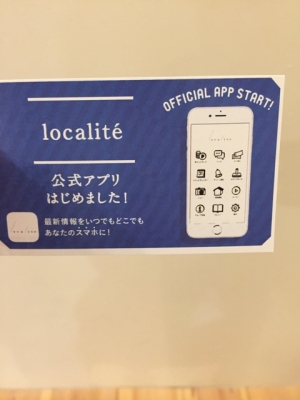 localité
OFFICIAL APP START!
公式アプリ
はじめました！
最新情報をいつでもどこでも
あなたのスマホに！